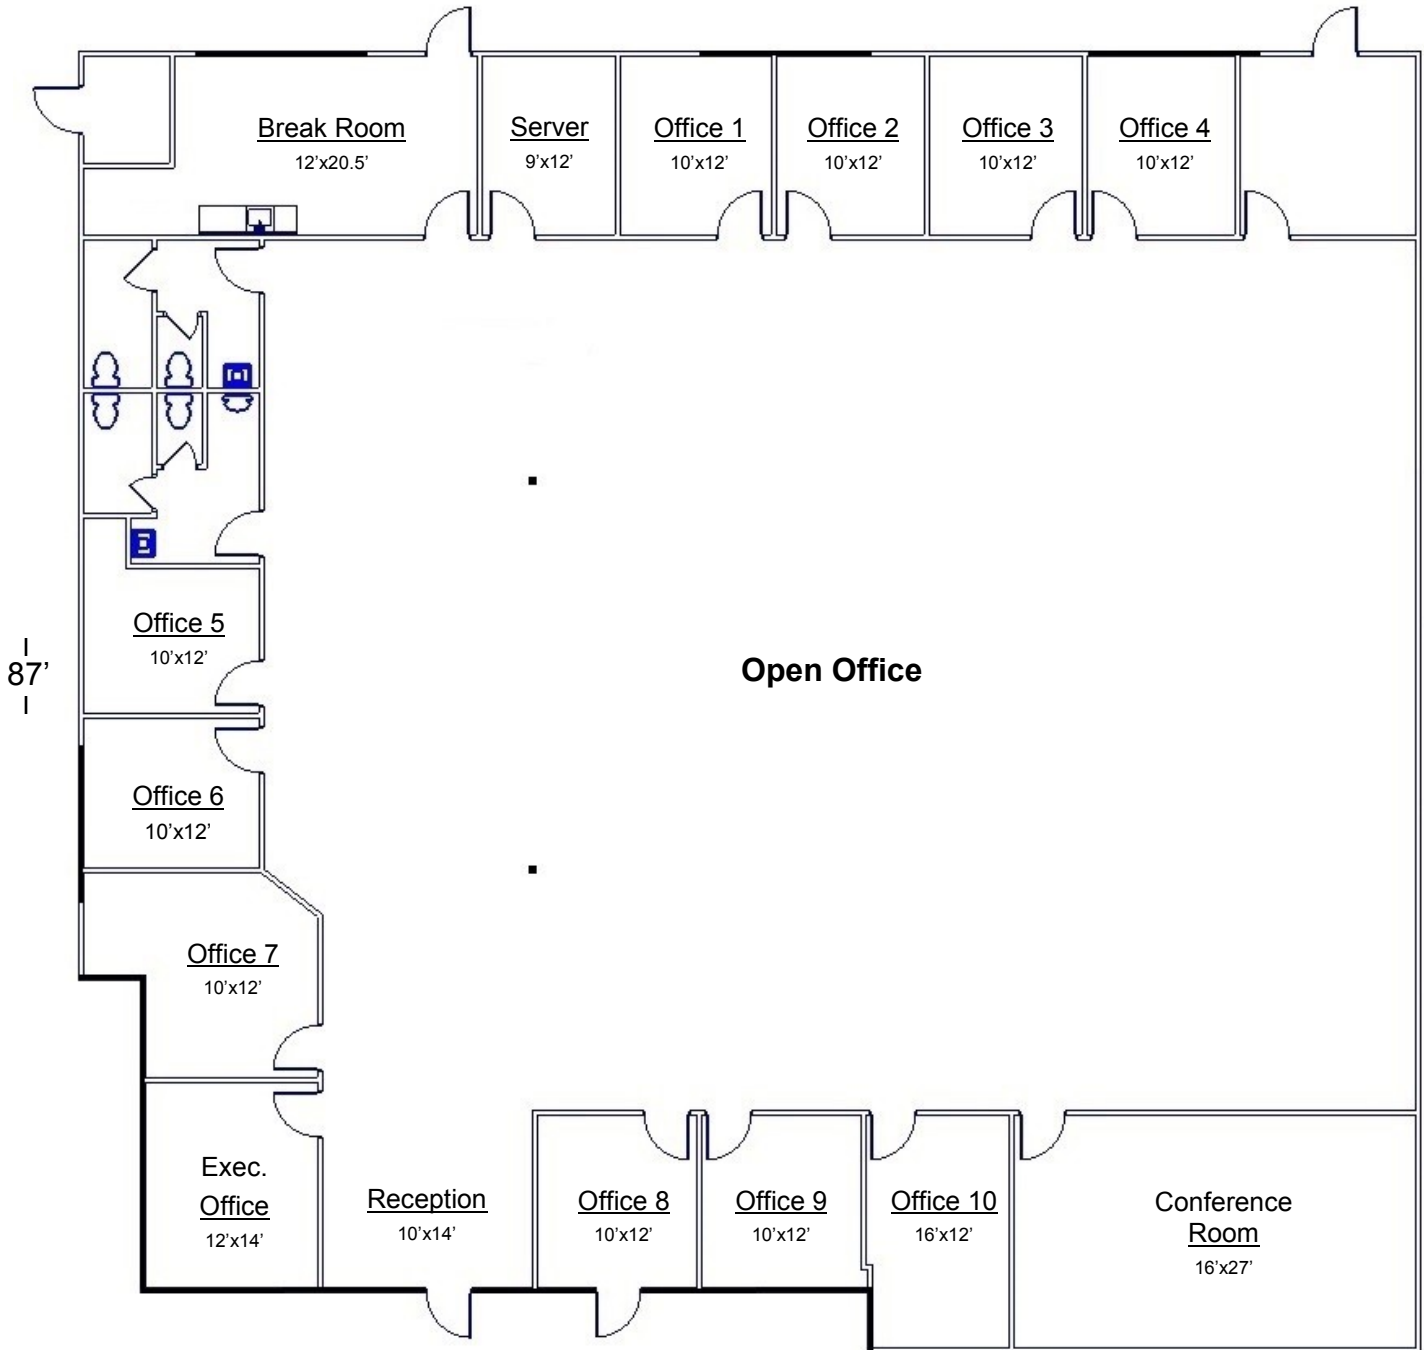 Break Room
12'x20.5'
Server
9'x12'
Office 1
10'x12'
Office 2
10'x12'
Office 3
10'x12'
Office 4
10'x12'
Office 5
10'x12'
87’
Open Office
Office 6
10’x12’
Office 7
10’x12’
Exec.
Office
12’x14’
Reception
10’x14’
Office 8
10’x12’
Office 9
10’x12’
Office 10
16’x12’
Conference
Room
16’x27’